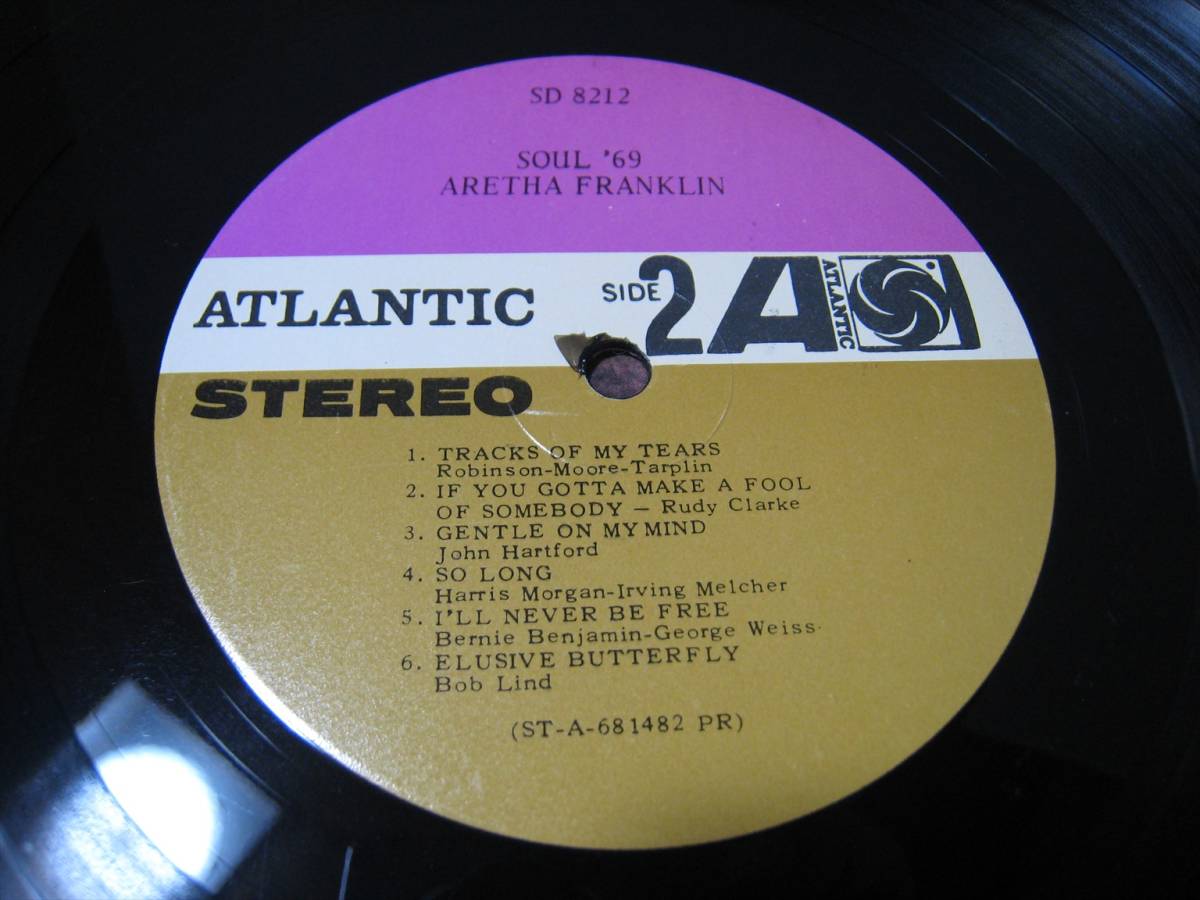 SD 8212
SOUL '69
ARETHA FRANKLIN
ATLANTIC SIDE 2 A ATLANTIC
STEREO
1. TRACKS OF MY TEARS
Robinson-Moore-Tarplin
2. IF YOU GOTTA MAKE A FOOL
OF SOMEBODY — Rudy Clarke
3. GENTLE ON MY MIND
John Hartford
4. SO LONG
Harris Morgan-Irving Melcher
5. I'LL NEVER BE FREE
Bernie Benjamin-George Weiss
6. ELUSIVE BUTTERFLY
Bob Lind
(ST-A-681482 PR)